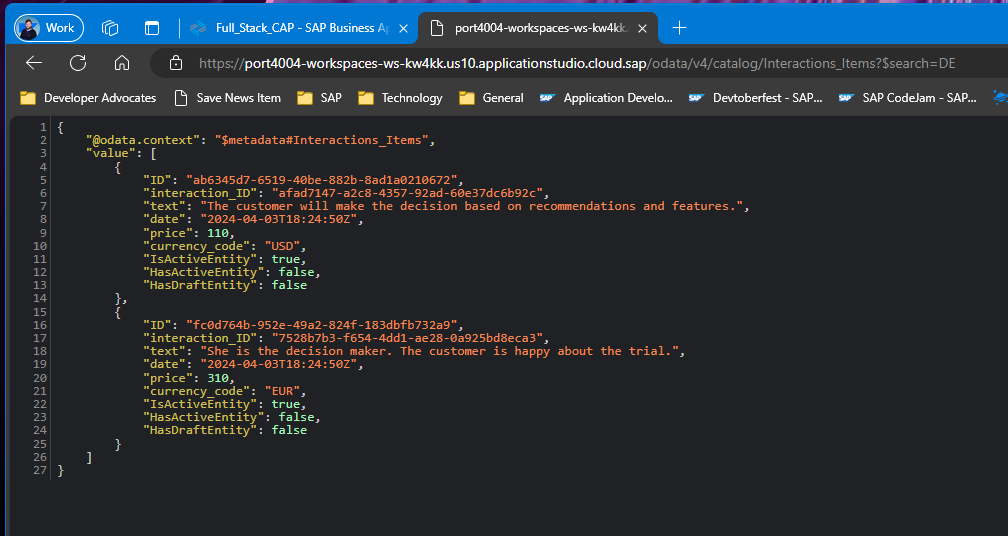 Work
Full_Stack_CAP - SAP Business Ap
port4004-workspaces-ws-kw4kk.
https://port4004-workspaces-ws-kw4kk.us10.applicationstudio.cloud.sap/odata/v4/catalog/Interactions_Items?$search=DE
Developer Advocates Save News Item SAP Technology General Application Develo... Devtoberfest - SAP... SAP CodeJam - SAP...
1 {
2 "@odata.context": "$metadata#Interactions_Items",
3 "value": [
4 {
5 "ID": "ab6345d7-6519-40be-882b-8ad1a0210672",
6 "interaction_ID": "afad7147-a2c8-4357-92ad-60e37dc6b92c",
7 "text": "The customer will make the decision based on recommendations and features.",
8 "date": "2024-04-03T18:24:50Z",
9 "price": 110,
10 "currency_code": "USD",
11 "IsActiveEntity": true,
12 "HasActiveEntity": false,
13 "HasDraftEntity": false
14 },
15 {
16 "ID": "fc0d764b-952e-49a2-824f-183dbfb732a9",
17 "interaction_ID": "7528b7b3-f654-4dd1-ae28-0a925bd8eca3",
18 "text": "She is the decision maker. The customer is happy about the trial.",
19 "date": "2024-04-03T18:24:50Z",
20 "price": 310,
21 "currency_code": "EUR",
22 "IsActiveEntity": true,
23 "HasActiveEntity": false,
24 "HasDraftEntity": false
25 }
26 ]
27 }